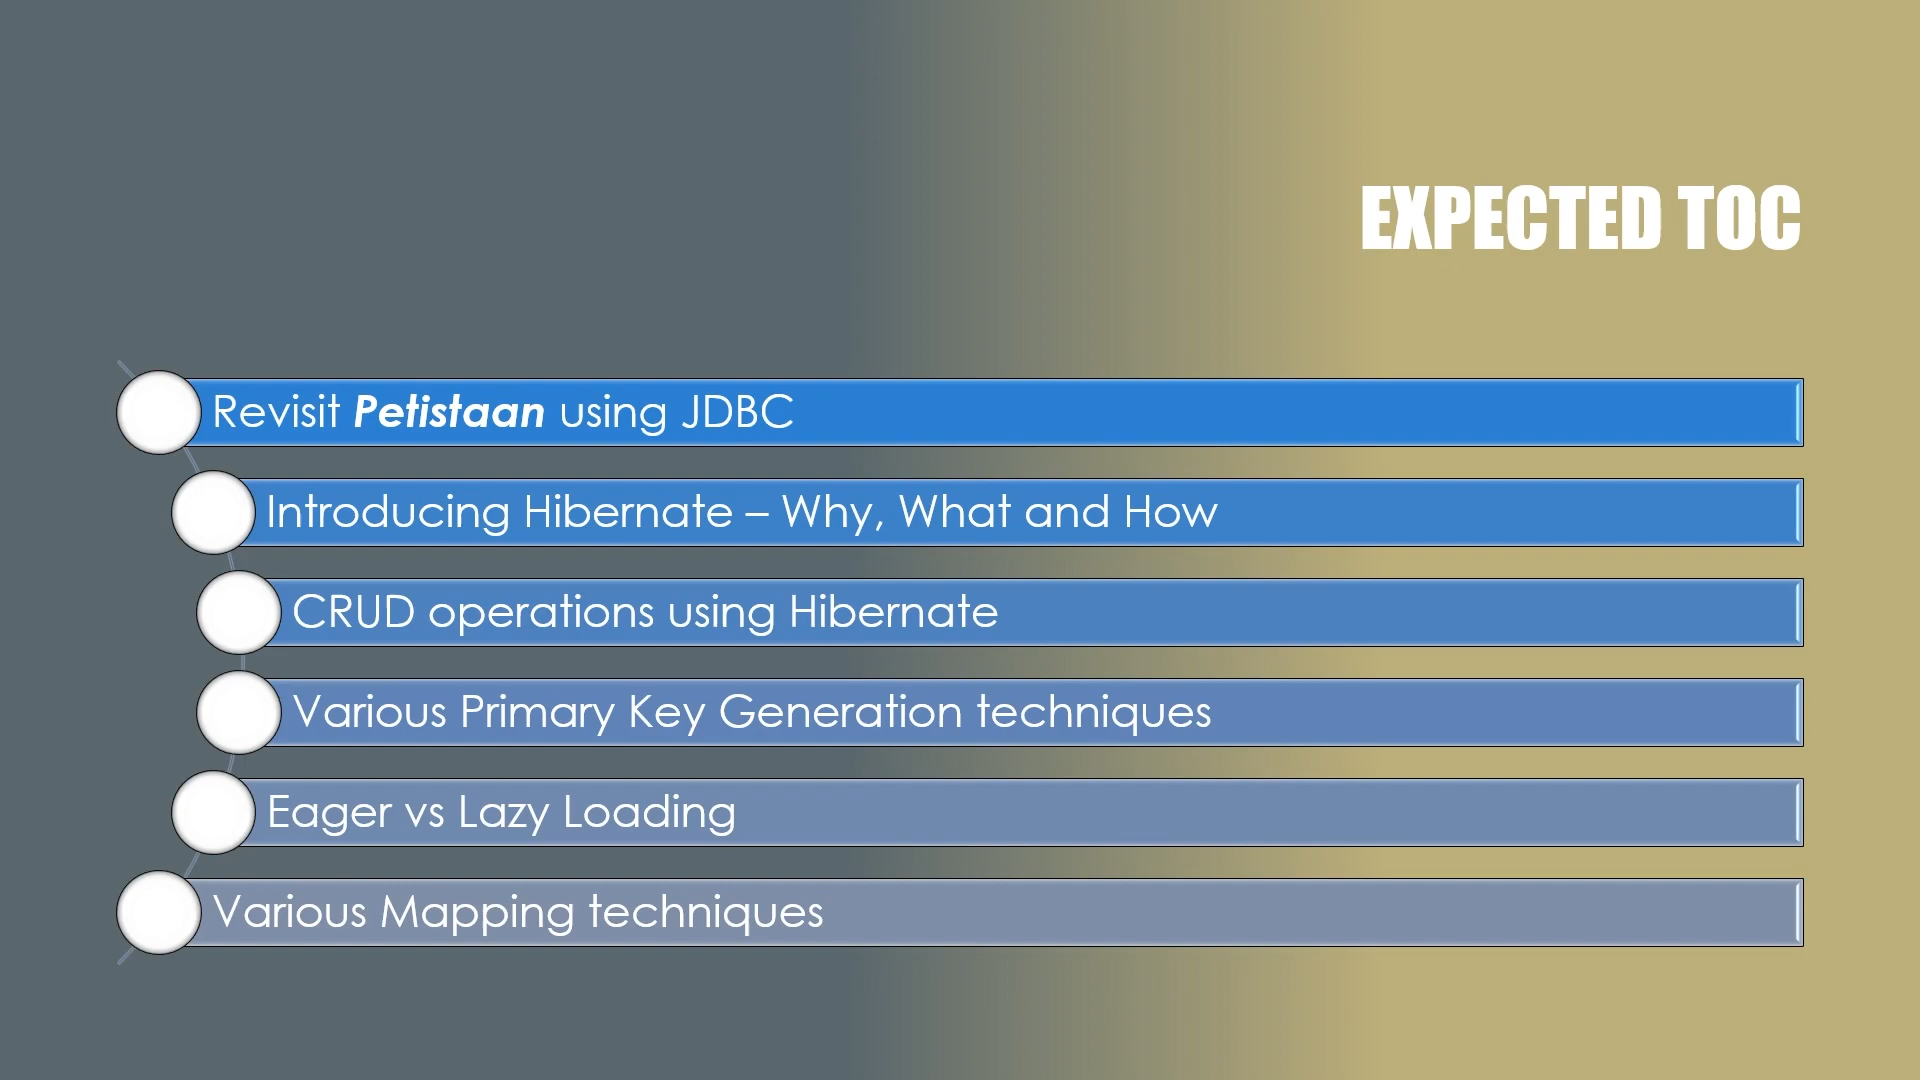 EXPECTED TOC
Revisit Petistaan using JDBC
Introducing Hibernate – Why, What and How
CRUD operations using Hibernate
Various Primary Key Generation techniques
Eager vs Lazy Loading
Various Mapping techniques